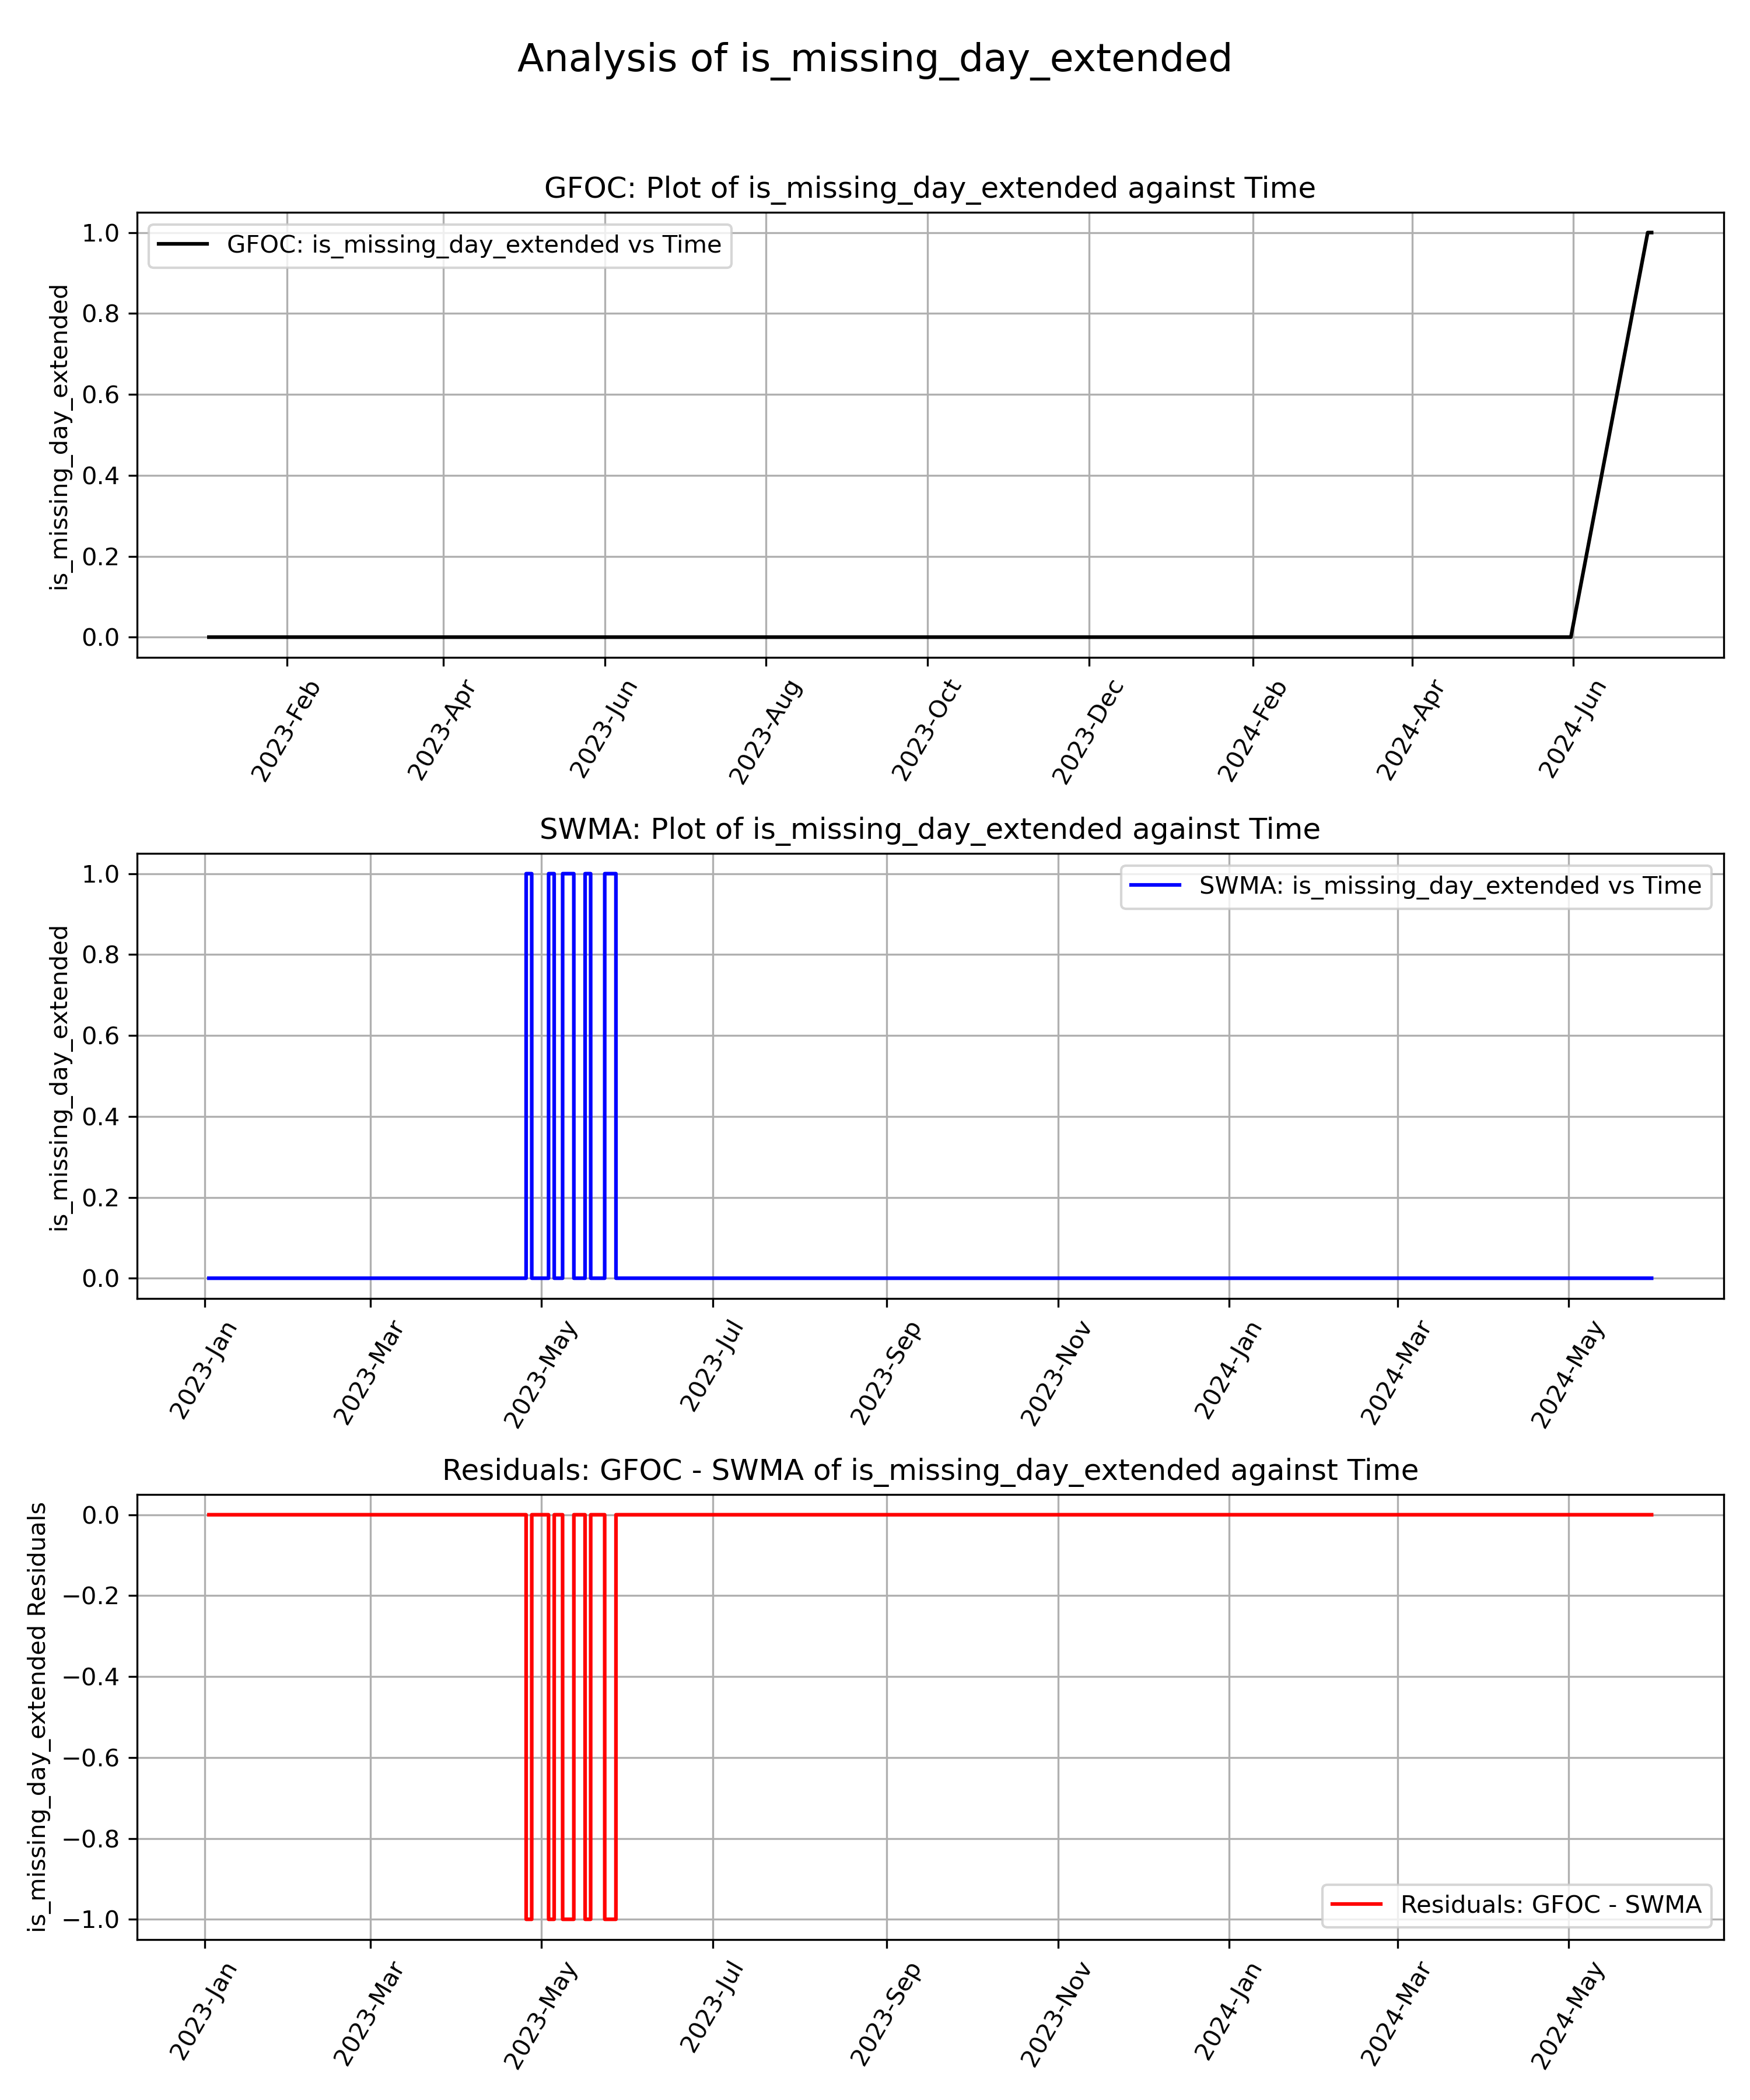 Analysis of is_missing_day_extended
GFOC: Plot of is_missing_day_extended against Time
GFOC: is_missing_day_extended vs Time
is_missing_day_extended
1.0
0.8
0.6
0.4
0.2
0.0
2023-Feb
2023-Apr
2023-Jun
2023-Aug
2023-Oct
2023-Dec
2024-Feb
2024-Apr
2024-Jun
SWMA: Plot of is_missing_day_extended against Time
SWMA: is_missing_day_extended vs Time
is_missing_day_extended
1.0
0.8
0.6
0.4
0.2
0.0
2023-Jan
2023-Mar
2023-May
2023-Jul
2023-Sep
2023-Nov
2024-Jan
2024-Mar
2024-May
Residuals: GFOC - SWMA of is_missing_day_extended against Time
is_missing_day_extended Residuals
0.0
−0.2
−0.4
−0.6
−0.8
−1.0
Residuals: GFOC - SWMA
2023-Jan
2023-Mar
2023-May
2023-Jul
2023-Sep
2023-Nov
2024-Jan
2024-Mar
2024-May